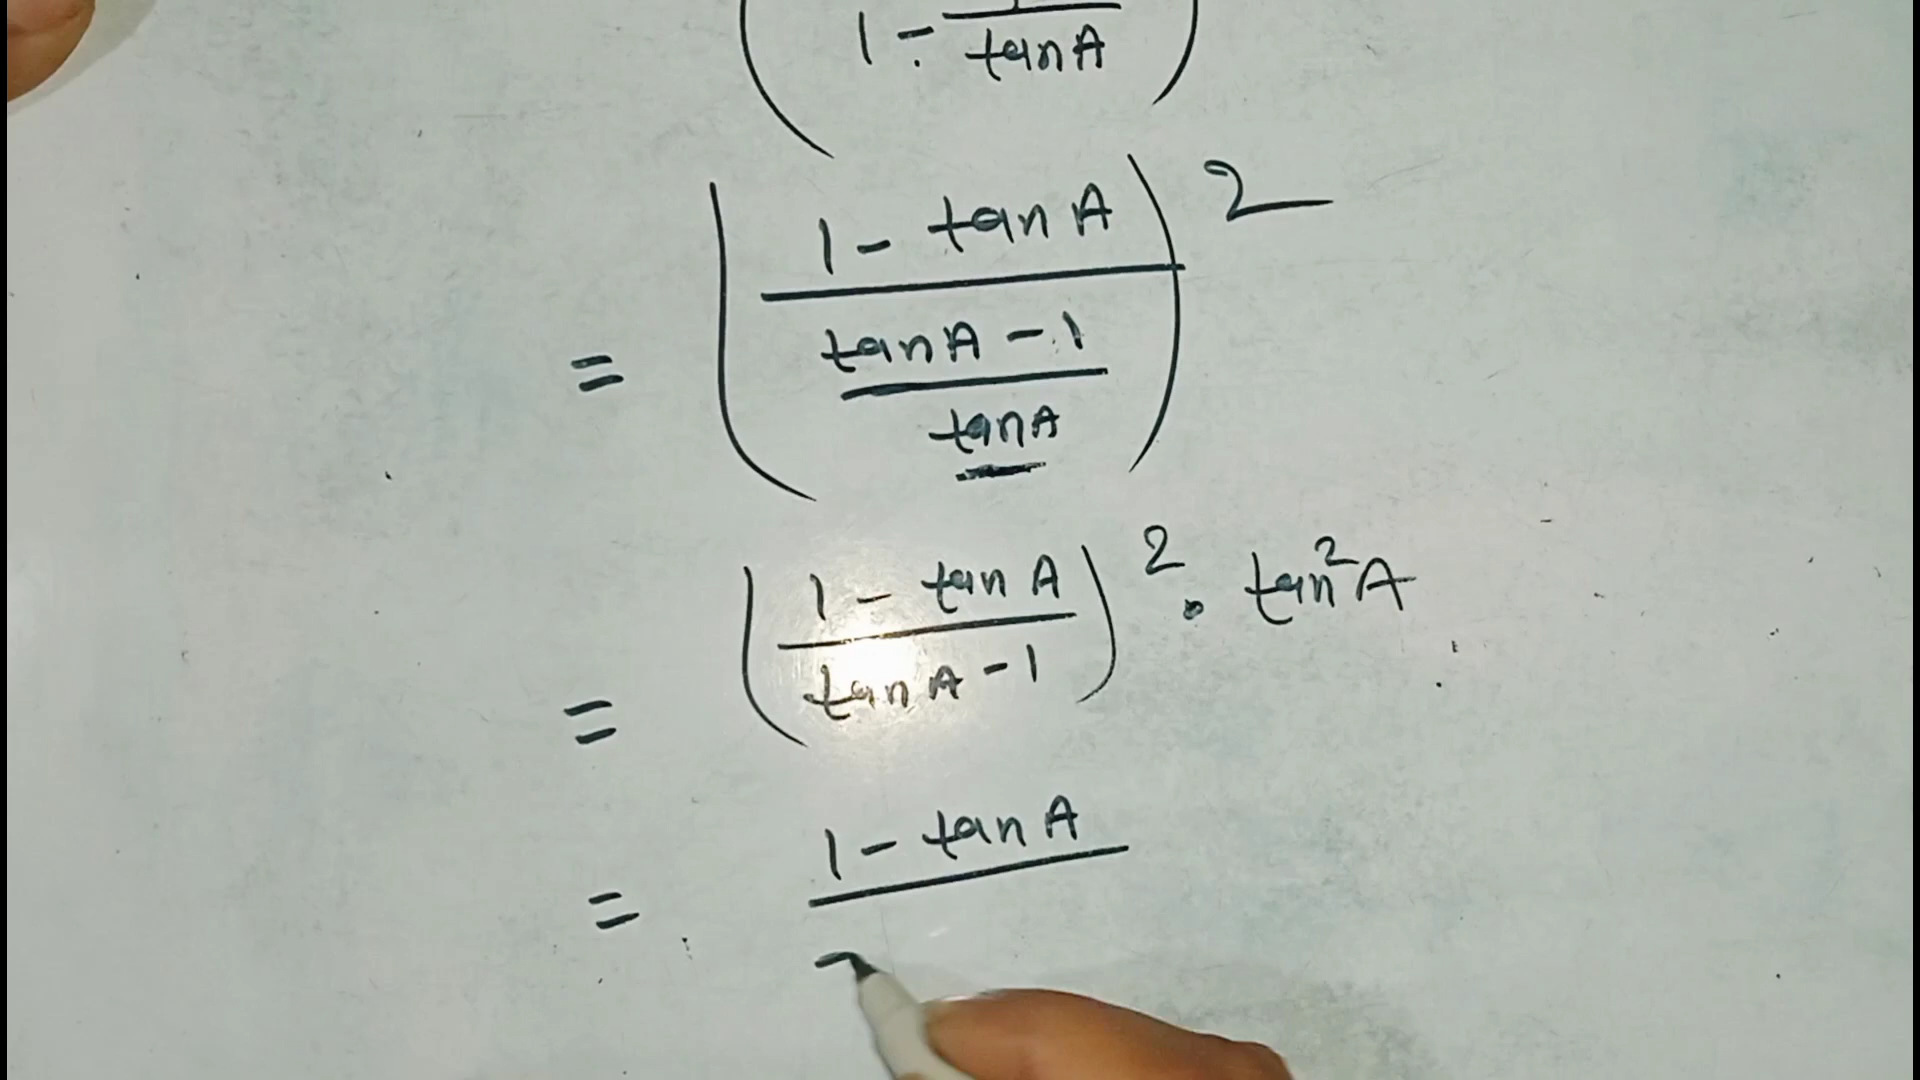 1 - tanA
1 - tan A 2
= tanA - 1
tanA
= 1 - tan A 2 . tan²A
tanA - 1
= 1 - tan A